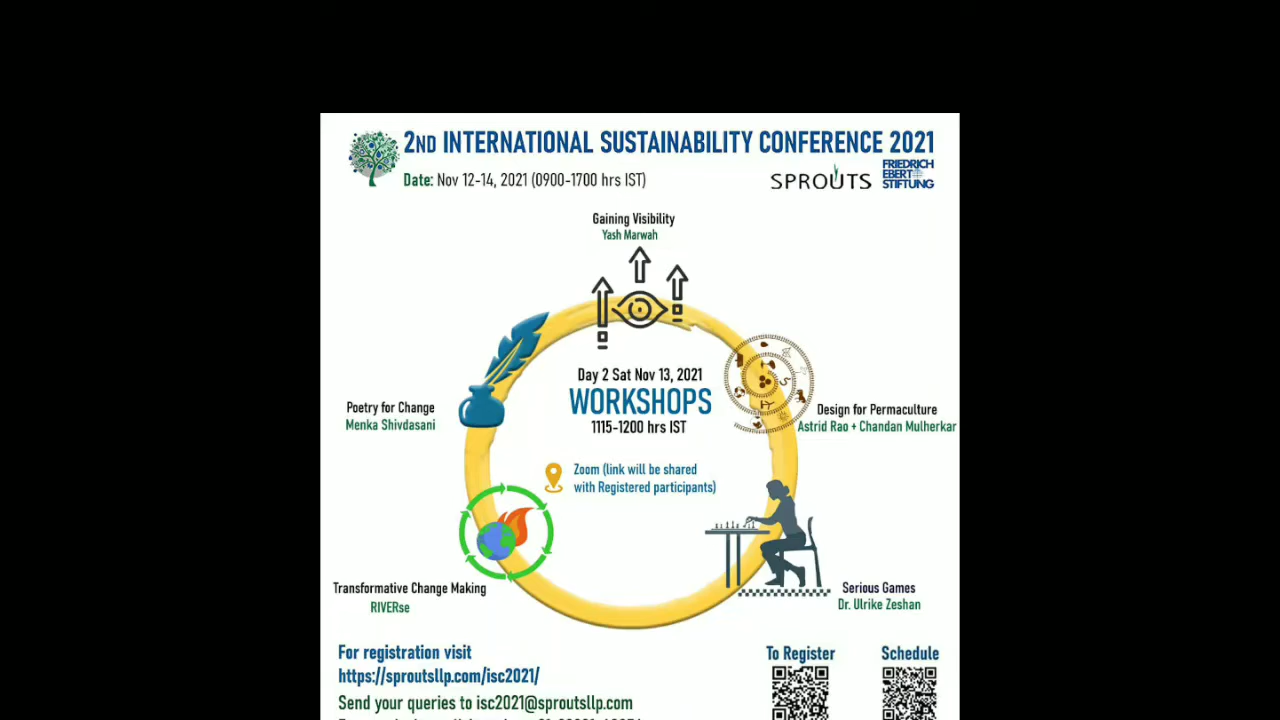 2ND INTERNATIONAL SUSTAINABILITY CONFERENCE 2021
Date: Nov 12-14, 2021 (0900-1700 hrs IST)
SPROUTS
FRIEDRICH
EBERT
STIFTUNG
Gaining Visibility
Yash Marwah
Day 2 Sat Nov 13, 2021
WORKSHOPS
1115-1200 hrs IST
Poetry for Change
Menka Shivdasani
Design for Permaculture
Astrid Rao + Chandan Mulherkar
Zoom (link will be shared
with Registered participants)
Transformative Change Making
RIVERse
Serious Games
Dr. Ulrike Zeshan
For registration visit
https://sproutsllp.com/isc2021/
Send your queries to isc2021@sproutsllp.com
To Register
Schedule